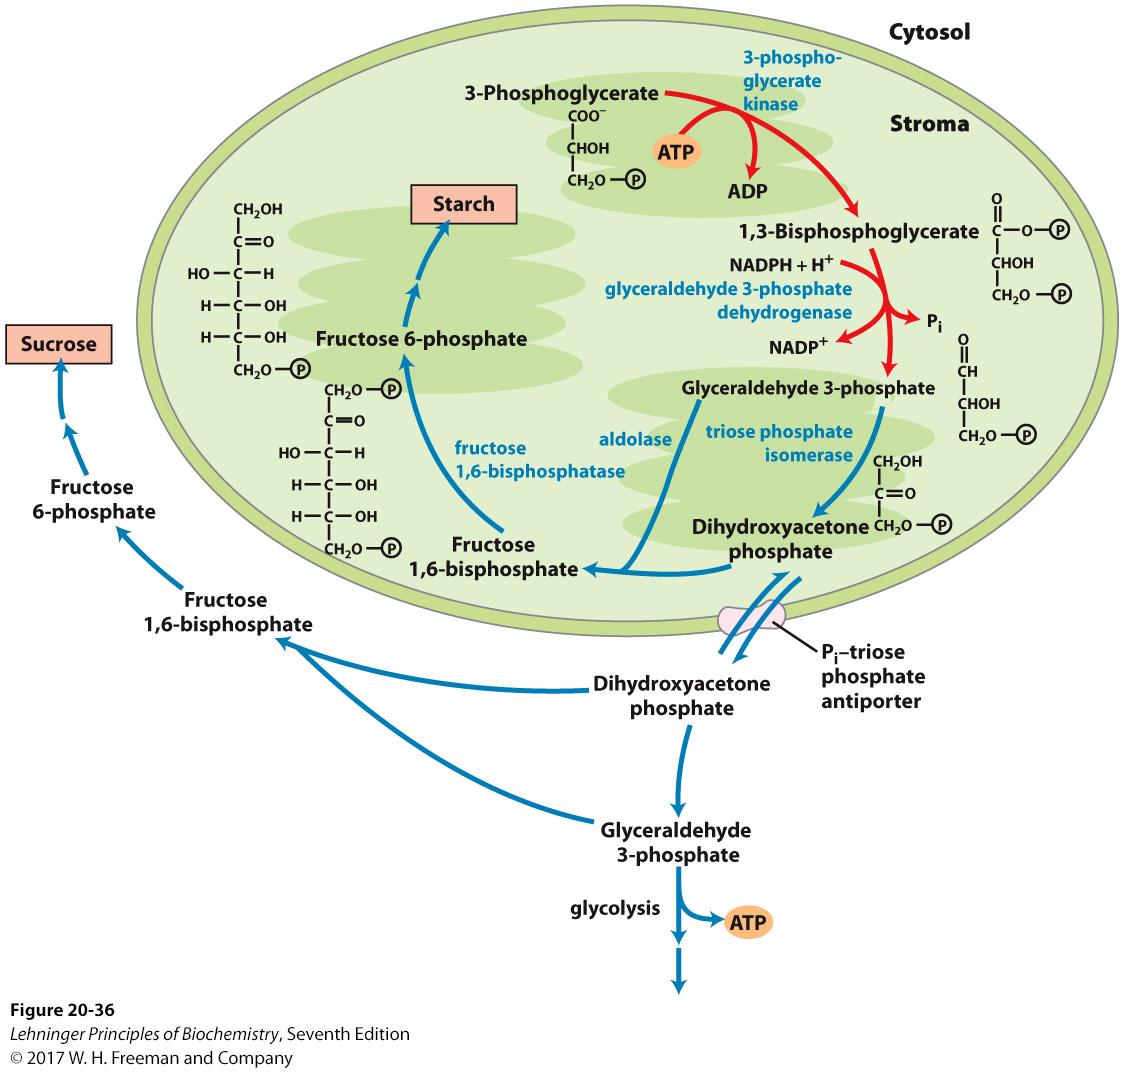 Cytosol
3-phospho-
glycerate
kinase
3-Phosphoglycerate
COO⁻
CHOH
CH₂O—P
ATP
ADP
Stroma
Starch
1,3-Bisphosphoglycerate
O
C—O—P
CHOH
CH₂O—P
NADPH + H⁺
glyceraldehyde 3-phosphate
dehydrogenase
Pᵢ
NADP⁺
CH₂OH
C=O
HO—C—H
H—C—OH
H—C—OH
CH₂O—P
Fructose 6-phosphate
Sucrose
O
CH
CHOH
CH₂O—P
Glyceraldehyde 3-phosphate
CH₂O—P
C=O
HO—C—H
H—C—OH
H—C—OH
CH₂O—P
fructose
1,6-bisphosphatase
aldolase
triose phosphate
isomerase
CH₂OH
C=O
CH₂O—P
Dihydroxyacetone
phosphate
Fructose
1,6-bisphosphate
Fructose
6-phosphate
Fructose
1,6-bisphosphate
Pᵢ–triose
phosphate
antiporter
Dihydroxyacetone
phosphate
Glyceraldehyde
3-phosphate
glycolysis
ATP
Figure 20-36
Lehninger Principles of Biochemistry, Seventh Edition
© 2017 W. H. Freeman and Company